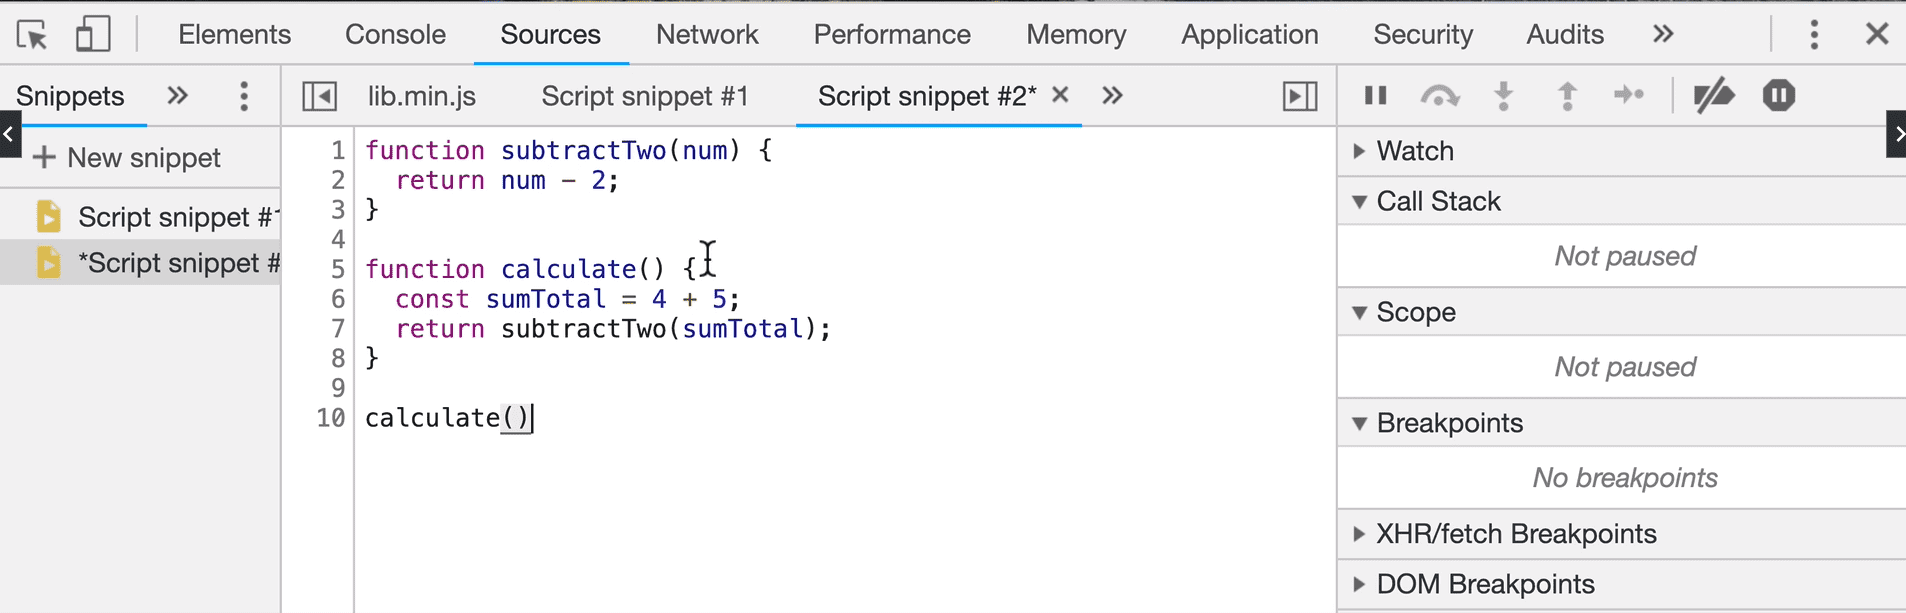 Elements Console Sources Network Performance Memory Application Security Audits »
Snippets » lib.min.js Script snippet #1 Script snippet #2* × »
+ New snippet
Script snippet #1
*Script snippet #
1 function subtractTwo(num) {
2 return num - 2;
3 }
4
5 function calculate() {
6 const sumTotal = 4 + 5;
7 return subtractTwo(sumTotal);
8 }
9
10 calculate()
Watch
Call Stack
Not paused
Scope
Not paused
Breakpoints
No breakpoints
XHR/fetch Breakpoints
DOM Breakpoints